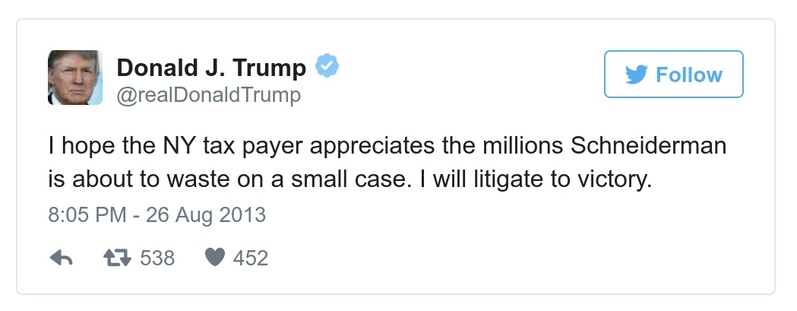 Donald J. Trump
@realDonaldTrump
Follow
I hope the NY tax payer appreciates the millions Schneiderman
is about to waste on a small case. I will litigate to victory.
8:05 PM - 26 Aug 2013
538 452